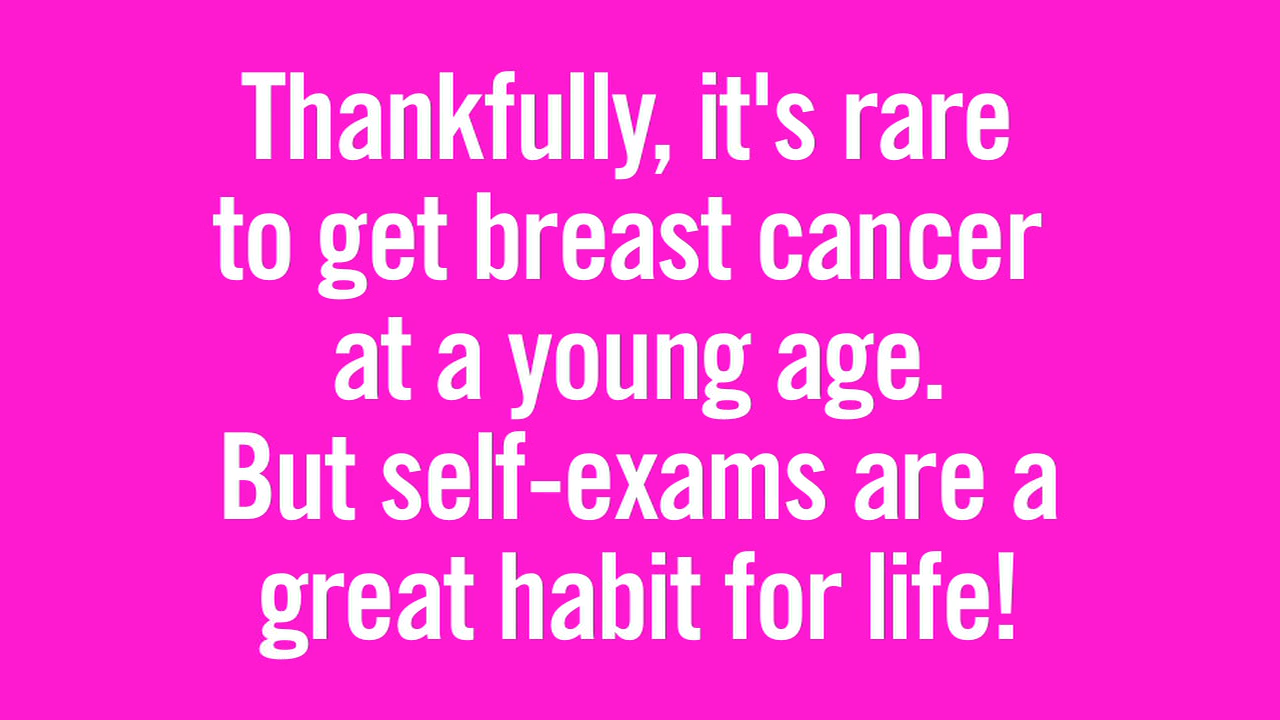 Thankfully, it's rare
to get breast cancer
at a young age.
But self-exams are a
great habit for life!